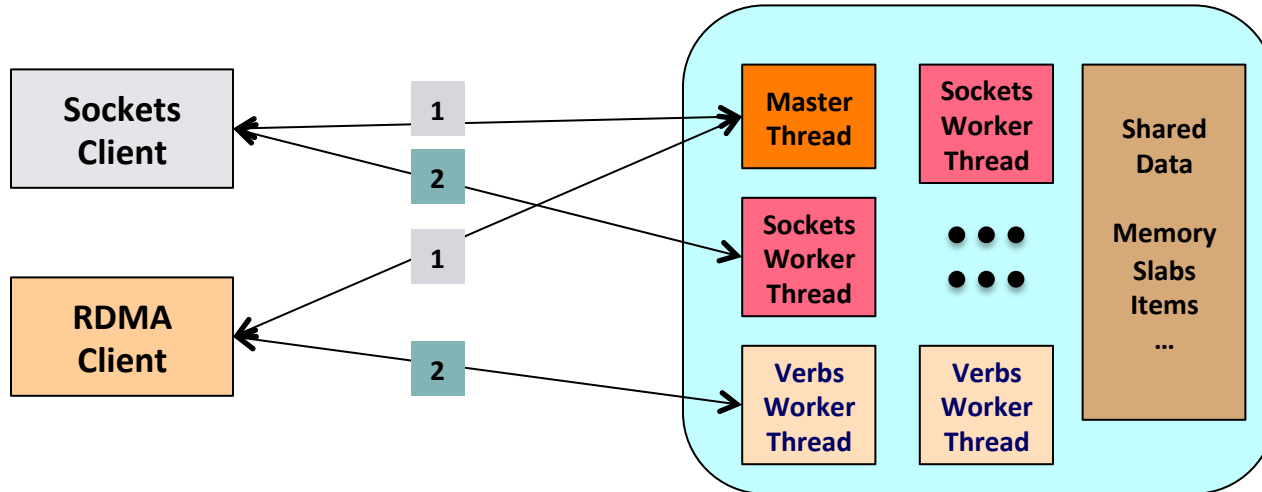 Sockets
Client
1
2
1
RDMA
Client
2
Master
Thread
Sockets
Worker
Thread
Sockets
Worker
Thread
Verbs
Worker
Thread
Verbs
Worker
Thread
Shared
Data
Memory
Slabs
Items
…